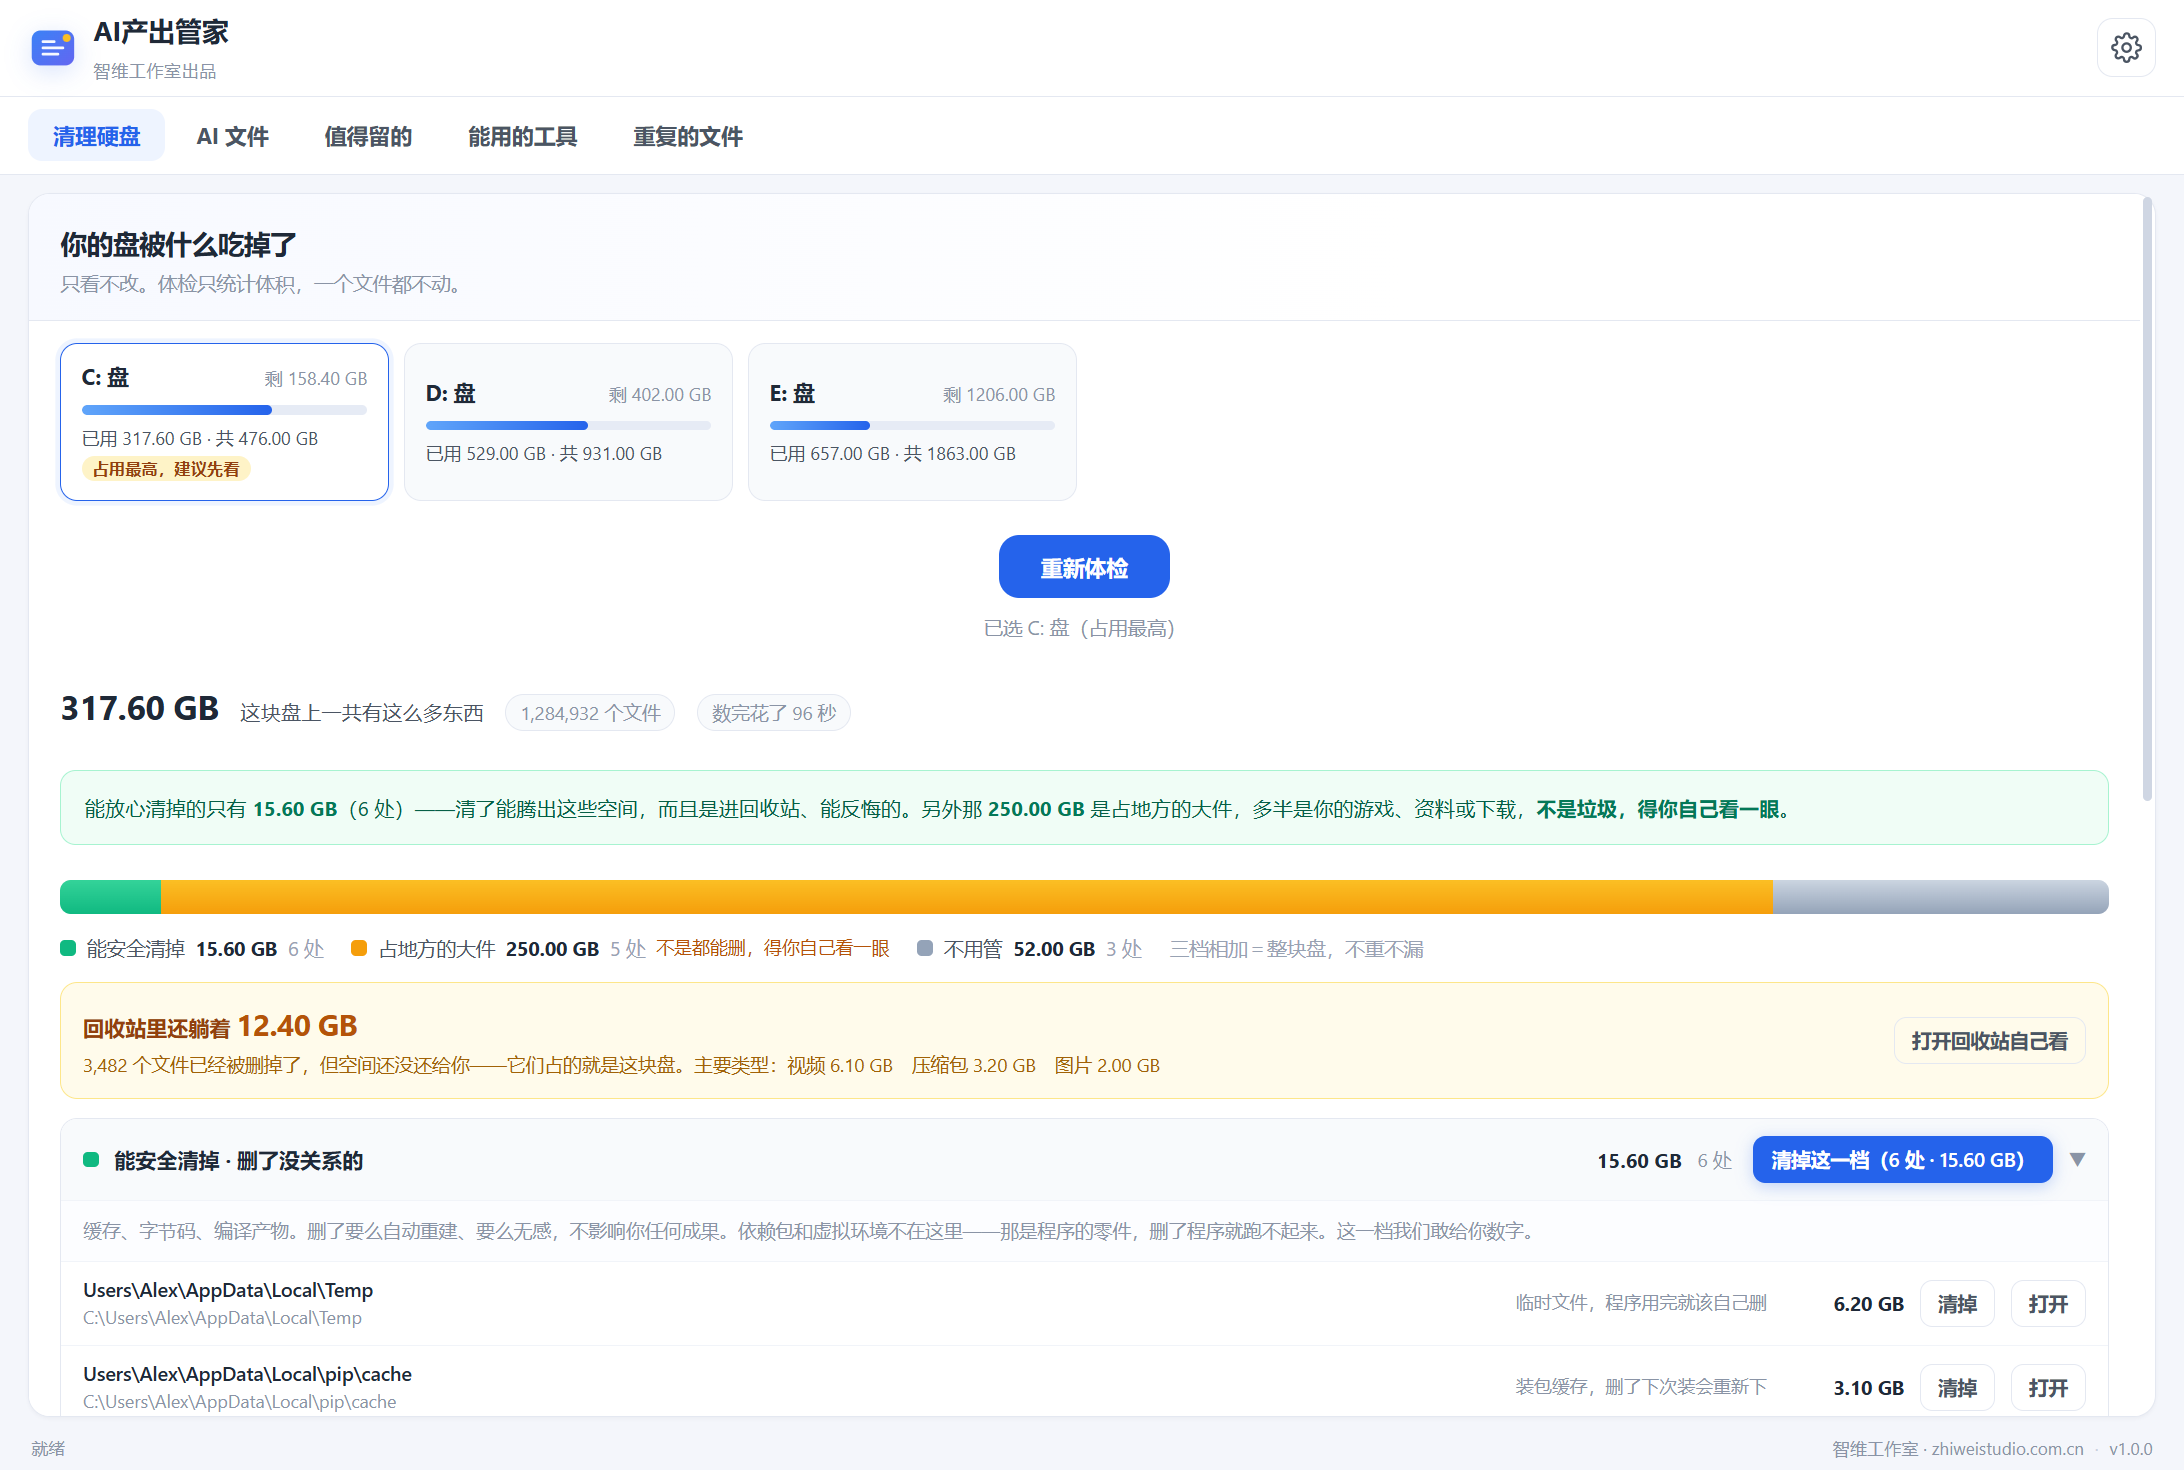 AI产出管家
智维工作室出品
清理硬盘 AI 文件 值得留的 能用的工具 重复的文件
你的盘被什么吃掉了
只看不改。体检只统计体积，一个文件都不动。
C: 盘 剩 158.40 GB
已用 317.60 GB · 共 476.00 GB
占用最高，建议先看
D: 盘 剩 402.00 GB
已用 529.00 GB · 共 931.00 GB
E: 盘 剩 1206.00 GB
已用 657.00 GB · 共 1863.00 GB
重新体检
已选 C: 盘（占用最高）
317.60 GB 这块盘上一共有这么多东西 1,284,932 个文件 数完花了 96 秒
能放心清掉的只有 15.60 GB（6 处）——清了能腾出这些空间，而且是进回收站、能反悔的。另外那 250.00 GB 是占地方的大件，多半是你的游戏、资料或下载，不是垃圾，得你自己看一眼。
能安全清掉 15.60 GB 6 处 占地方的大件 250.00 GB 5 处 不是都能删，得你自己看一眼 不用管 52.00 GB 3 处 三档相加＝整块盘，不重不漏
回收站里还躺着 12.40 GB
3,482 个文件已经被删掉了，但空间还没还给你——它们占的就是这块盘。主要类型：视频 6.10 GB 压缩包 3.20 GB 图片 2.00 GB
打开回收站自己看
能安全清掉 · 删了没关系的 15.60 GB 6 处 清掉这一档（6 处 · 15.60 GB） ▼
缓存、字节码、编译产物。删了要么自动重建、要么无感，不影响你任何成果。依赖包和虚拟环境不在这里——那是程序的零件，删了程序就跑不起来。这一档我们敢给你数字。
Users\Alex\AppData\Local\Temp
C:\Users\Alex\AppData\Local\Temp
临时文件，程序用完就该自己删 6.20 GB 清掉 打开
Users\Alex\AppData\Local\pip\cache
C:\Users\Alex\AppData\Local\pip\cache
装包缓存，删了下次装会重新下 3.10 GB 清掉 打开
就绪 智维工作室 · zhiweistudio.com.cn · v1.0.0